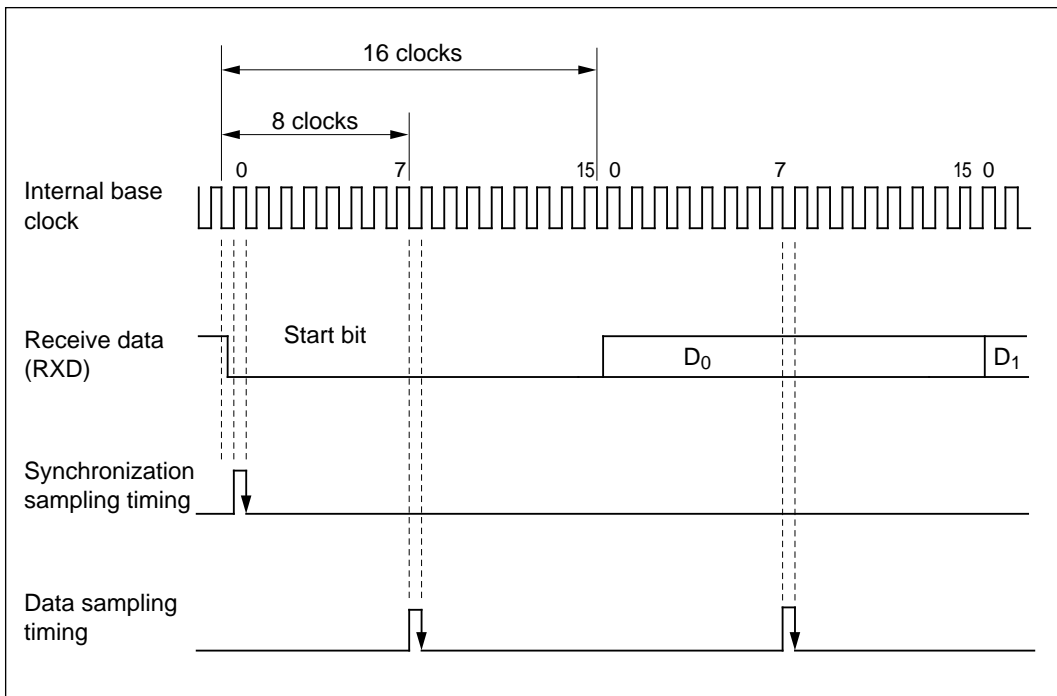 16 clocks
8 clocks
0 7 15 0 7 15 0
Internal base
clock
Receive data
(RXD)
Start bit
D0 D1
Synchronization
sampling timing
Data sampling
timing